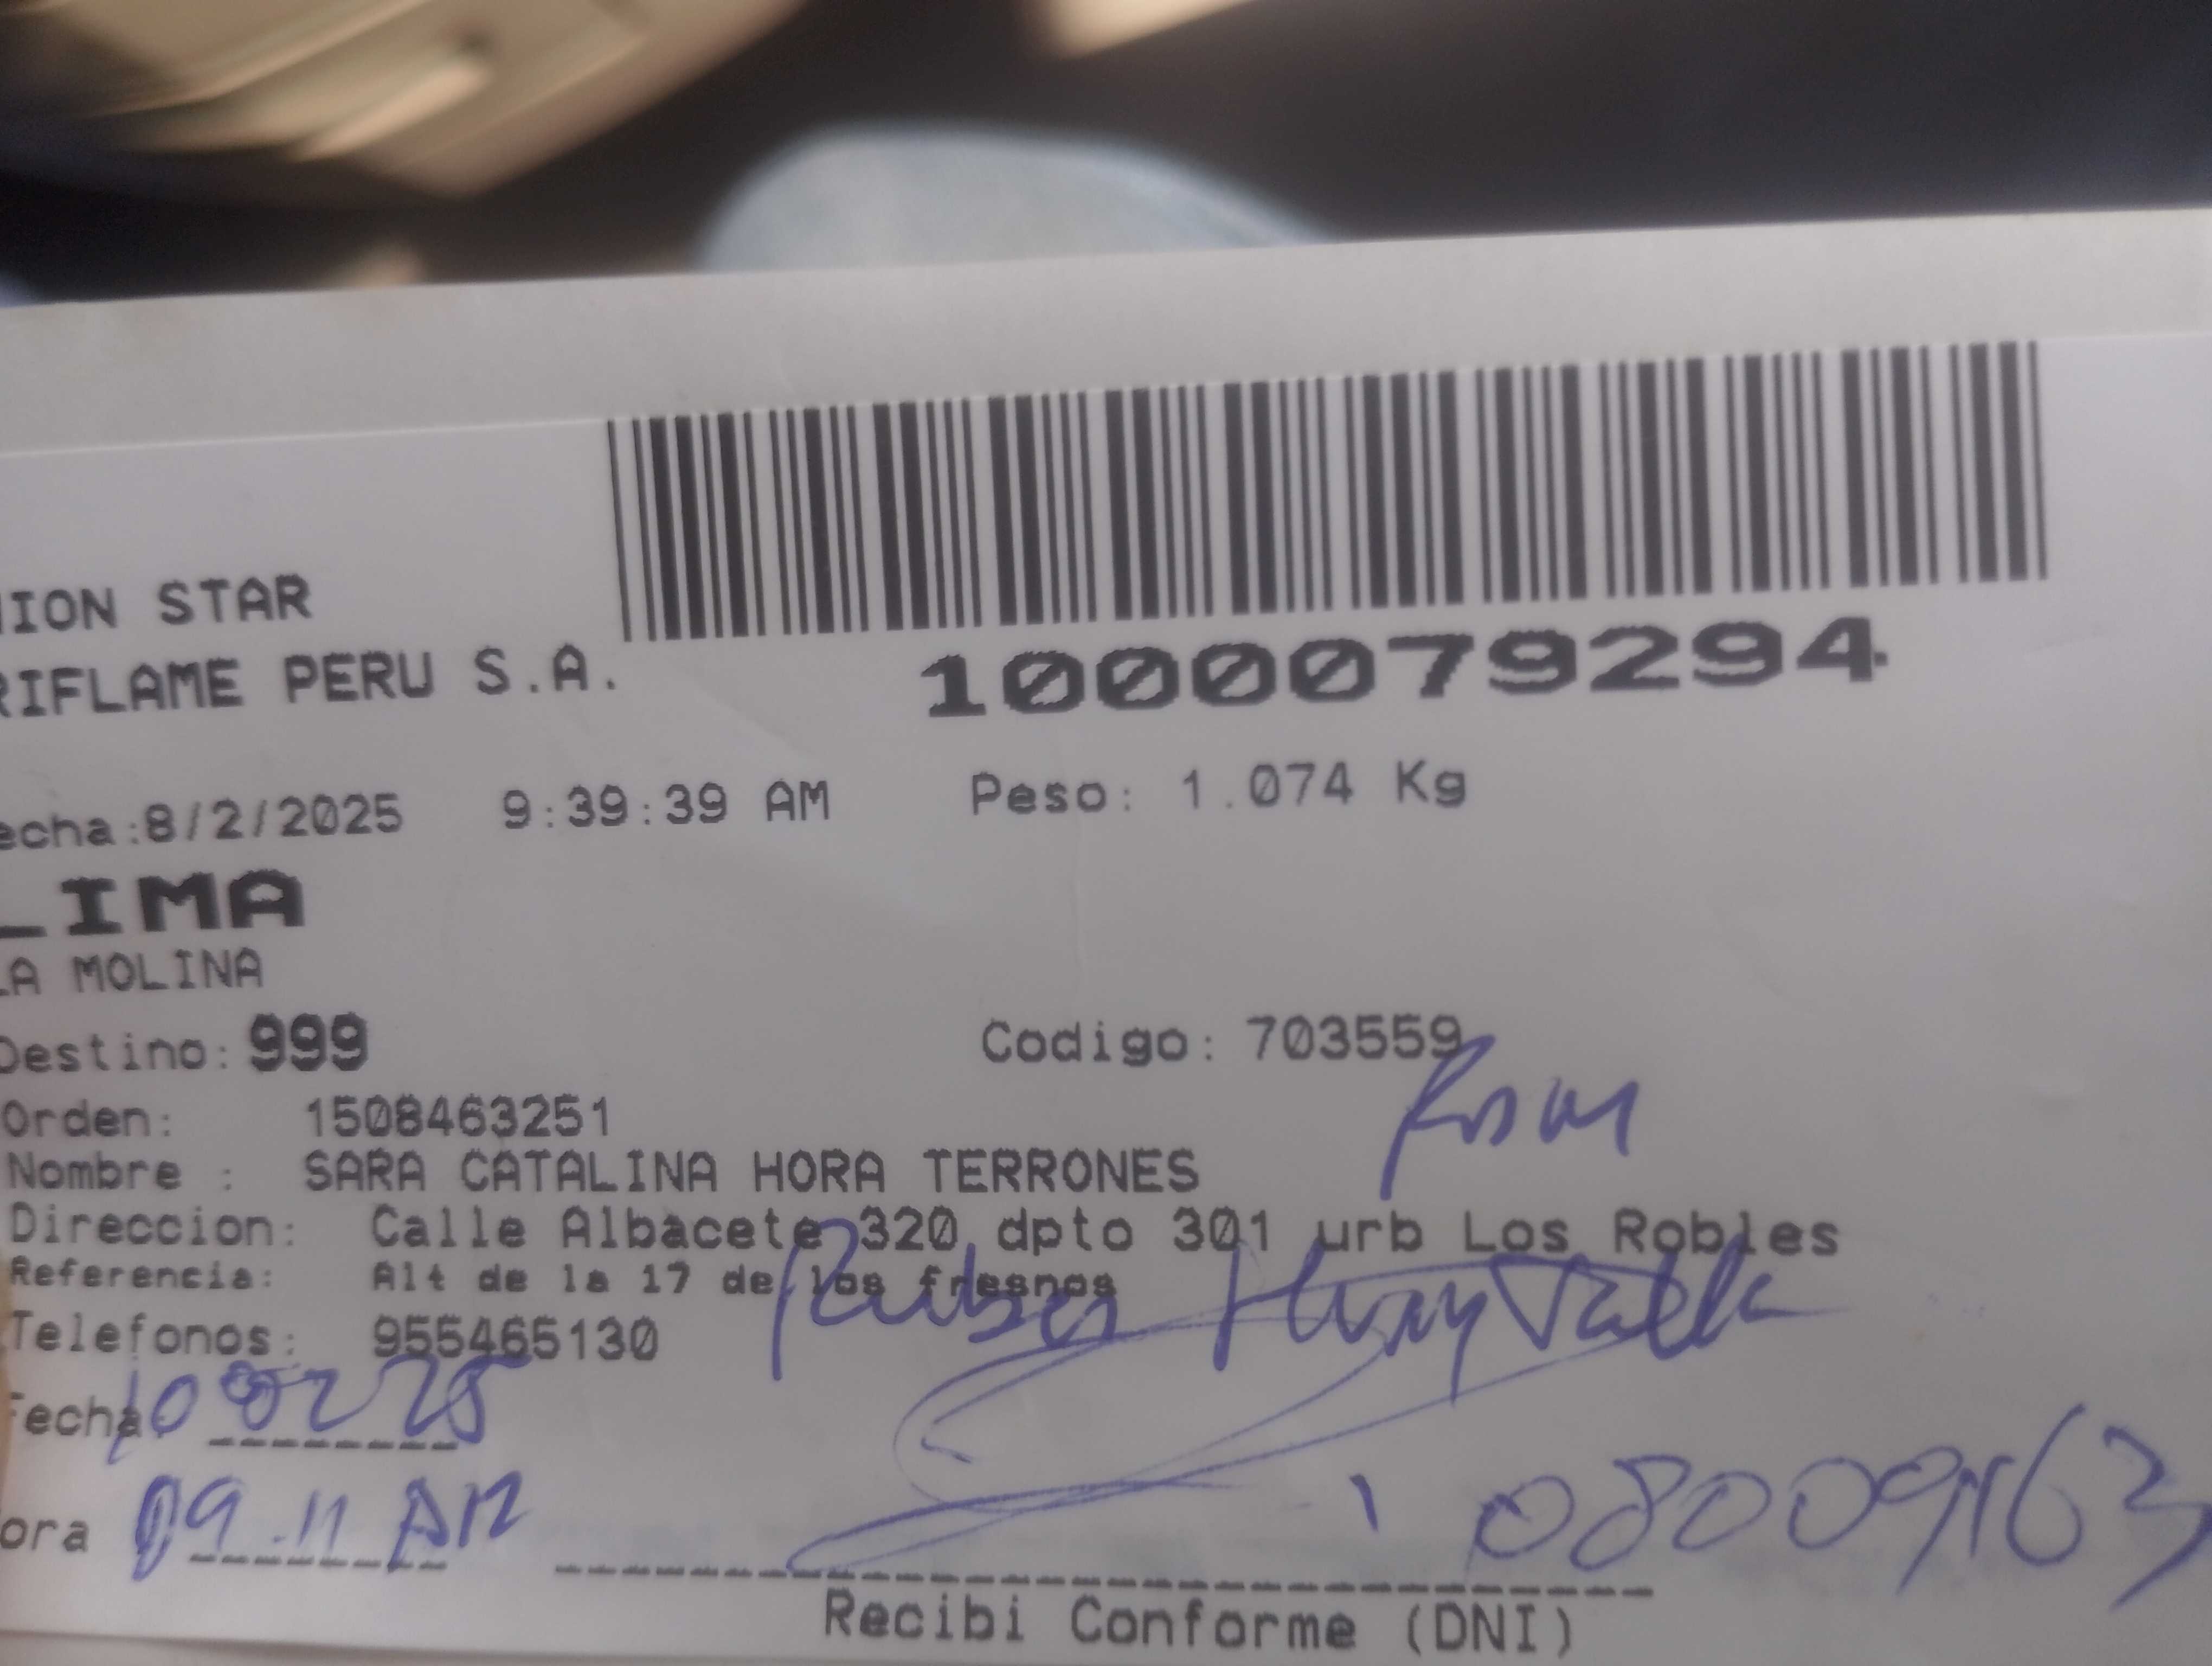 NION STAR
RIFLAME PERU S.A.
1000079294
echa:8/2/2025 9:39:39 AM Peso: 1.074 Kg
LIMA
LA MOLINA
Destino: 999 Codigo: 703559
Orden: 1508463251
Nombre : SARA CATALINA HORA TERRONES
Direccion: Calle Albacete 320 dpto 301 urb Los Robles
Referencia: Alt de la 17 de los fresnos
Ruben
Telefonos: 955465130
Fecha 10 02 25
ora 09.11 AM
Recibi Conforme (DNI)